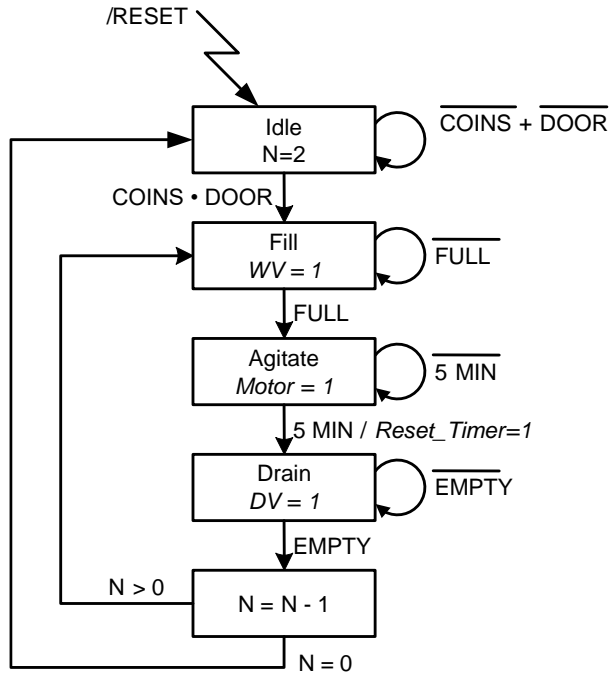 /RESET
Idle
N=2
COINS + DOOR
COINS • DOOR
Fill
WV = 1
FULL
FULL
Agitate
Motor = 1
5 MIN
5 MIN / Reset_Timer=1
Drain
DV = 1
EMPTY
EMPTY
N > 0
N = N - 1
N = 0